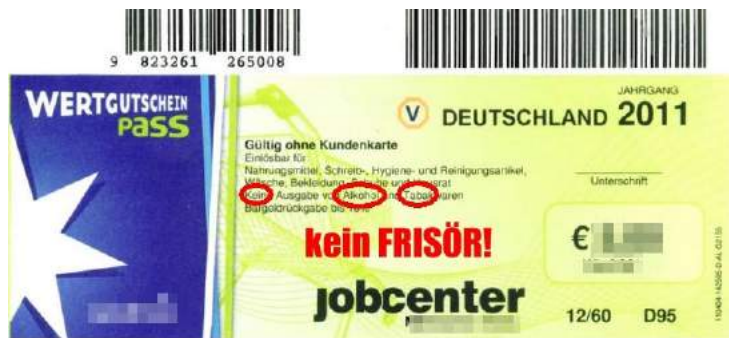 9 823261 265008
WERTGUTSCHEIN
PASS
JAHRGANG
V DEUTSCHLAND 2011
Gültig ohne Kundenkarte
Einlösbar für
Nahrungsmittel, Schreib-, Hygiene- und Reinigungsartikel,
Wäsche, Bekleidung, Schuhe und Hausrat
Keine Ausgabe von Alkohol und Tabakwaren
Bargeldrückgabe bis 10%
Unterschrift
kein FRISÖR!
€
jobcenter
12/60 D95